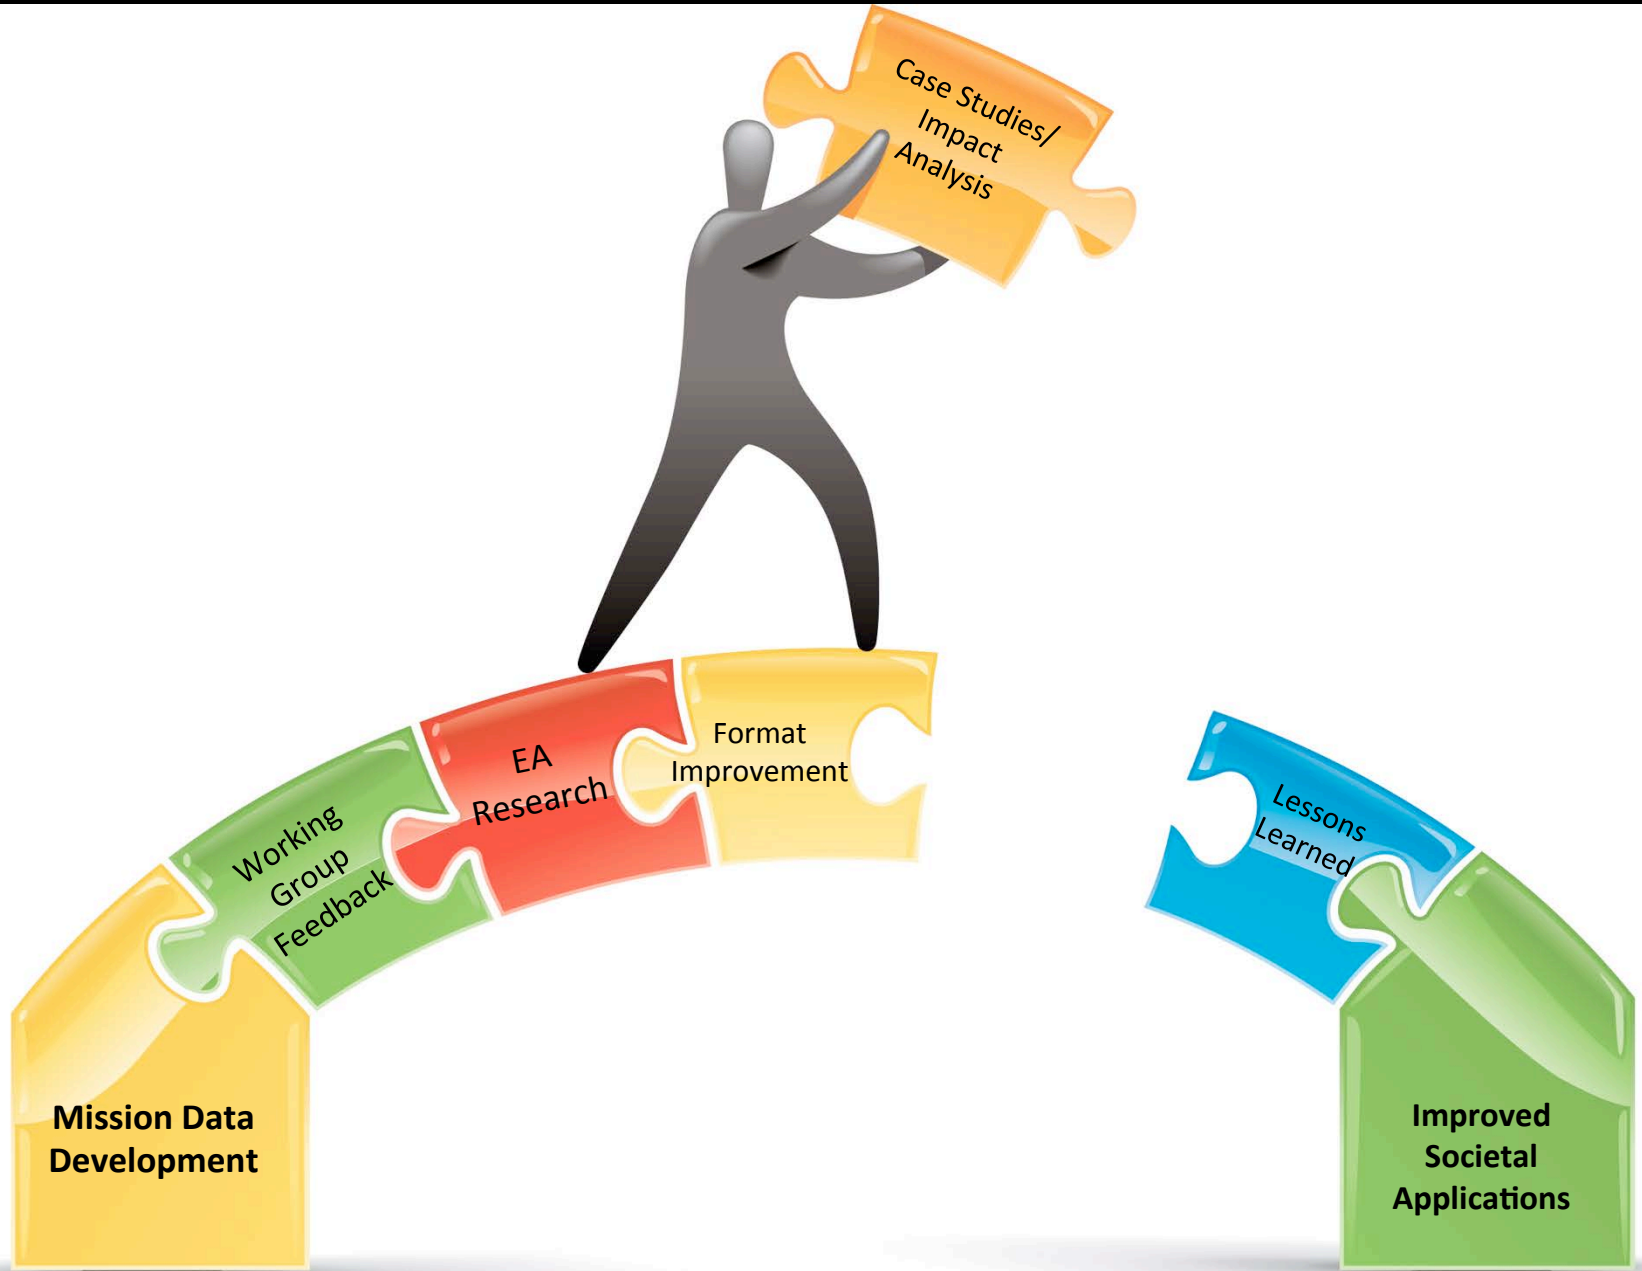 Case Studies/
Impact
Analysis
EA
Research
Format
Improvement
Working
Group
Feedback
Lessons
Learned
Mission Data
Development
Improved
Societal
Applications